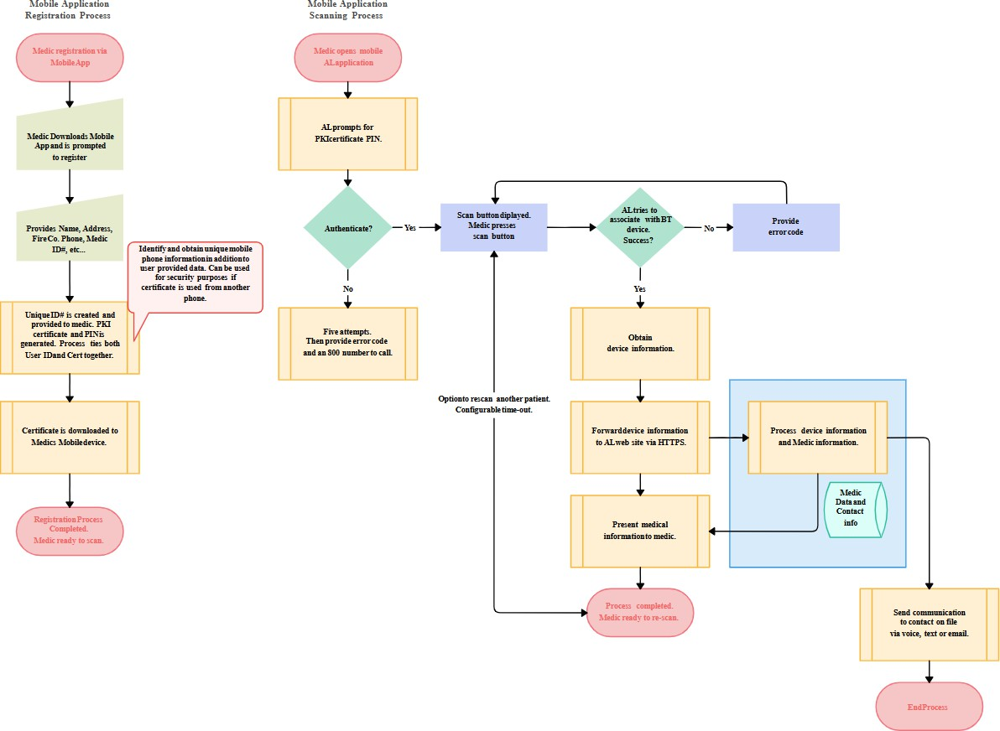 Mobile Application
Registration Process
Medic registration via
Mobile App
Medic Downloads Mobile
App and is prompted
to register
Provides Name, Address,
Fire Co. Phone, Medic
ID#, etc...
Identify and obtain unique mobile
phone information in addition to
user provided data. Can be used
for security purposes if
certificate is used from another
phone.
Unique ID# is created and
provided to medic. PKI
certificate and PIN is
generated. Process ties both
User ID and Cert together.
Certificate is downloaded to
Medics Mobile device.
Registration Process
Completed.
Medic ready to scan.
Mobile Application
Scanning Process
Medic opens mobile
AL application
AL prompts for
PKI certificate PIN.
Authenticate?
Yes
No
Five attempts.
Then provide error code
and an 800 number to call.
Scan button diplayed.
Medic presses
scan button
AL tries to
associate with BT
device.
Success?
No
Provide
error code
Yes
Obtain
device information.
Option to rescan another patient.
Configurable time-out.
Forward device information
to AL web site via HTTPS.
Process device information
and Medic information.
Medic
Data and
Contact
info
Present medical
information to medic.
Process completed.
Medic ready to re-scan.
Send communication
to contact on file
via voice, text or email.
End Process